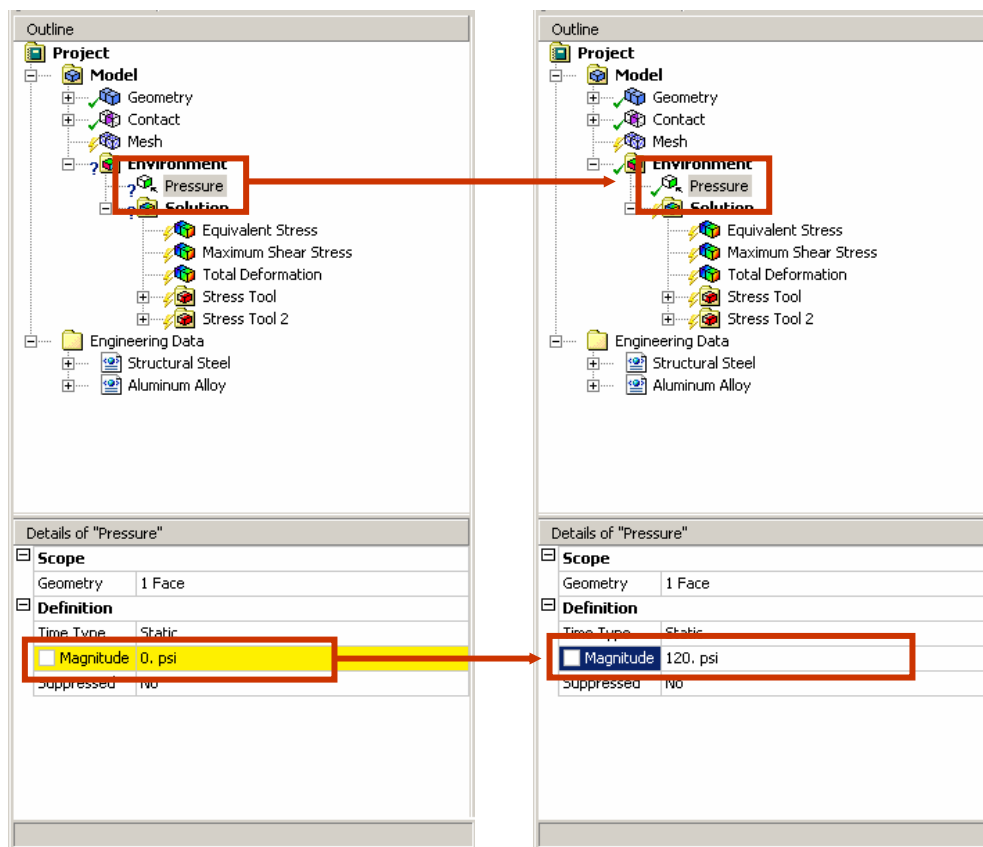 Outline
Project
Model
Geometry
Contact
Mesh
? Environment
? Pressure
? Solution
Equivalent Stress
Maximum Shear Stress
Total Deformation
Stress Tool
Stress Tool 2
Engineering Data
Structural Steel
Aluminum Alloy
Details of "Pressure"
Scope
Geometry 1 Face
Definition
Time Type Static
Magnitude 0. psi
Suppressed No
Outline
Project
Model
Geometry
Contact
Mesh
Environment
Pressure
Solution
Equivalent Stress
Maximum Shear Stress
Total Deformation
Stress Tool
Stress Tool 2
Engineering Data
Structural Steel
Aluminum Alloy
Details of "Pressure"
Scope
Geometry 1 Face
Definition
Time Type Static
Magnitude 120. psi
Suppressed No